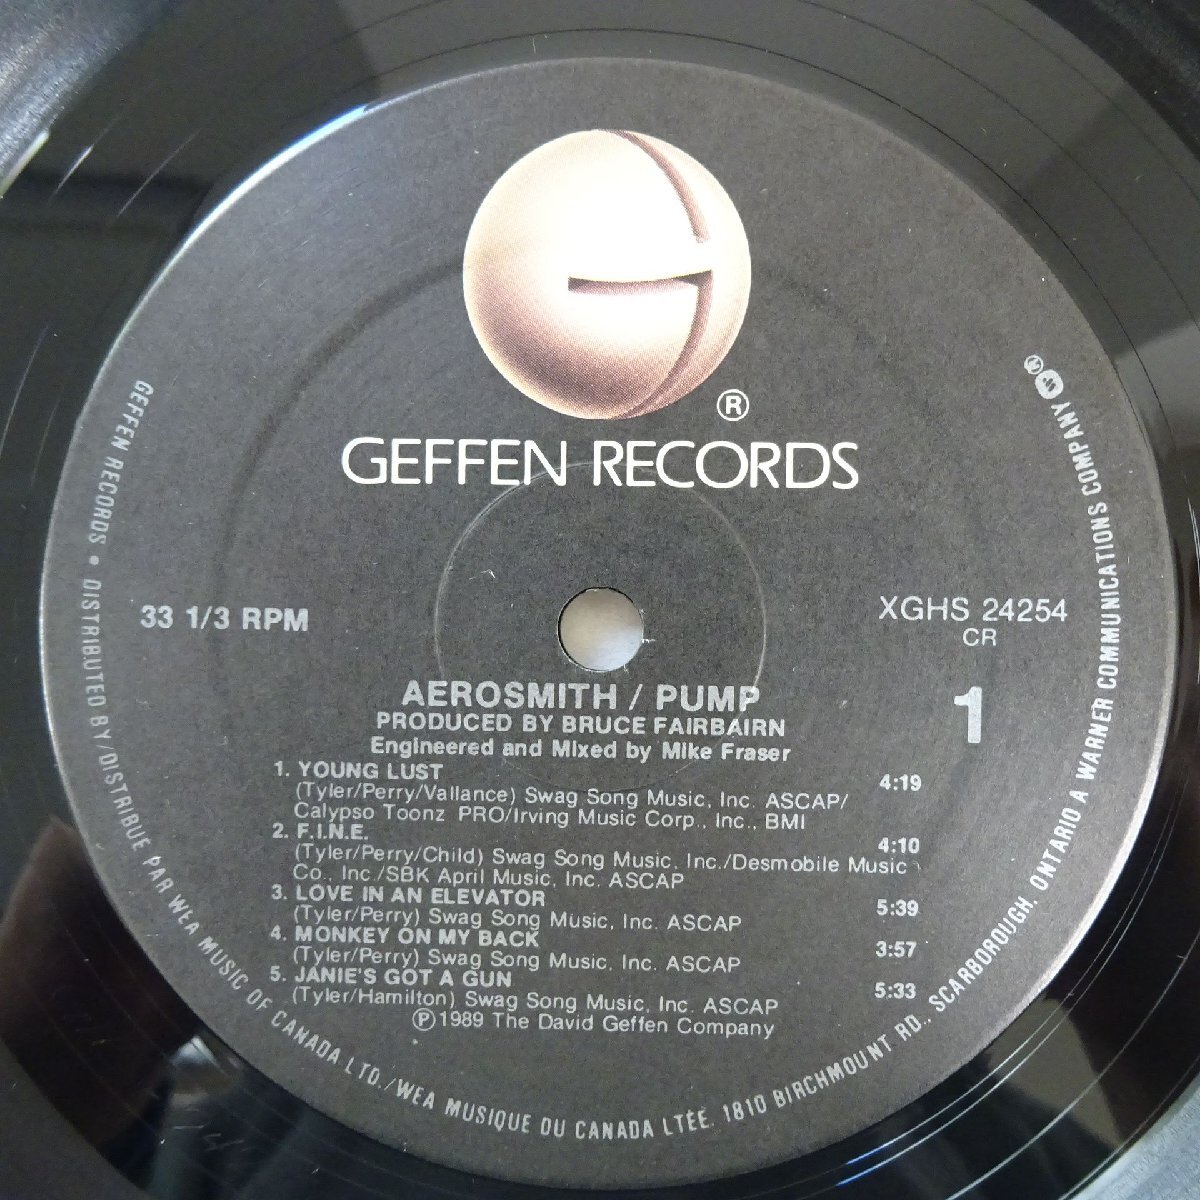 ®
GEFFEN RECORDS
33 1/3 RPM
XGHS 24254
CR
1
AEROSMITH / PUMP
PRODUCED BY BRUCE FAIRBAIRN
Engineered and Mixed by Mike Fraser
1. YOUNG LUST 4:19
(Tyler/Perry/Vallance) Swag Song Music, Inc. ASCAP/
Calypso Toonz PRO/Irving Music Corp., Inc., BMI
2. F.I.N.E. 4:10
(Tyler/Perry/Child) Swag Song Music, Inc./Desmobile Music
Co., Inc./SBK April Music, Inc. ASCAP
3. LOVE IN AN ELEVATOR 5:39
(Tyler/Perry) Swag Song Music, Inc. ASCAP
4. MONKEY ON MY BACK 3:57
(Tyler/Perry) Swag Song Music, Inc. ASCAP
5. JANIE'S GOT A GUN 5:33
(Tyler/Hamilton) Swag Song Music, Inc. ASCAP
Ⓟ1989 The David Geffen Company
GEFFEN RECORDS • DISTRIBUTED BY/DISTRIBUE PAR WEA MUSIC OF CANADA LTD./WEA MUSIQUE DU CANADA LTÉE. 1810 BIRCHMOUNT RD., SCARBOROUGH, ONTARIO A WARNER COMMUNICATIONS COMPANY